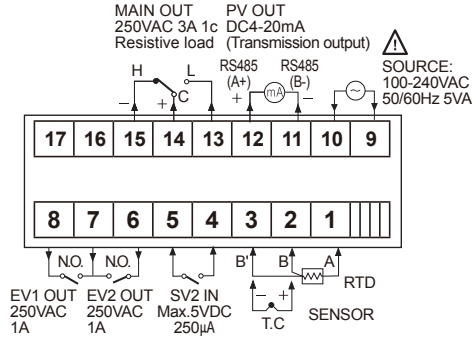 MAIN OUT
250VAC 3A 1c
Resistive load
PV OUT
DC4-20mA
(Transmission output)
SOURCE:
100-240VAC
50/60Hz 5VA
H
L
C
−
+
RS485
(A+)
RS485
(B-)
+
mA
−
17 16 15 14 13 12 11 10 9
8 7 6 5 4 3 2 1
N.O.
N.O.
EV1 OUT
250VAC
1A
EV2 OUT
250VAC
1A
SV2 IN
Max.5VDC
250µA
B'
B
A
RTD
−
+
T.C
SENSOR